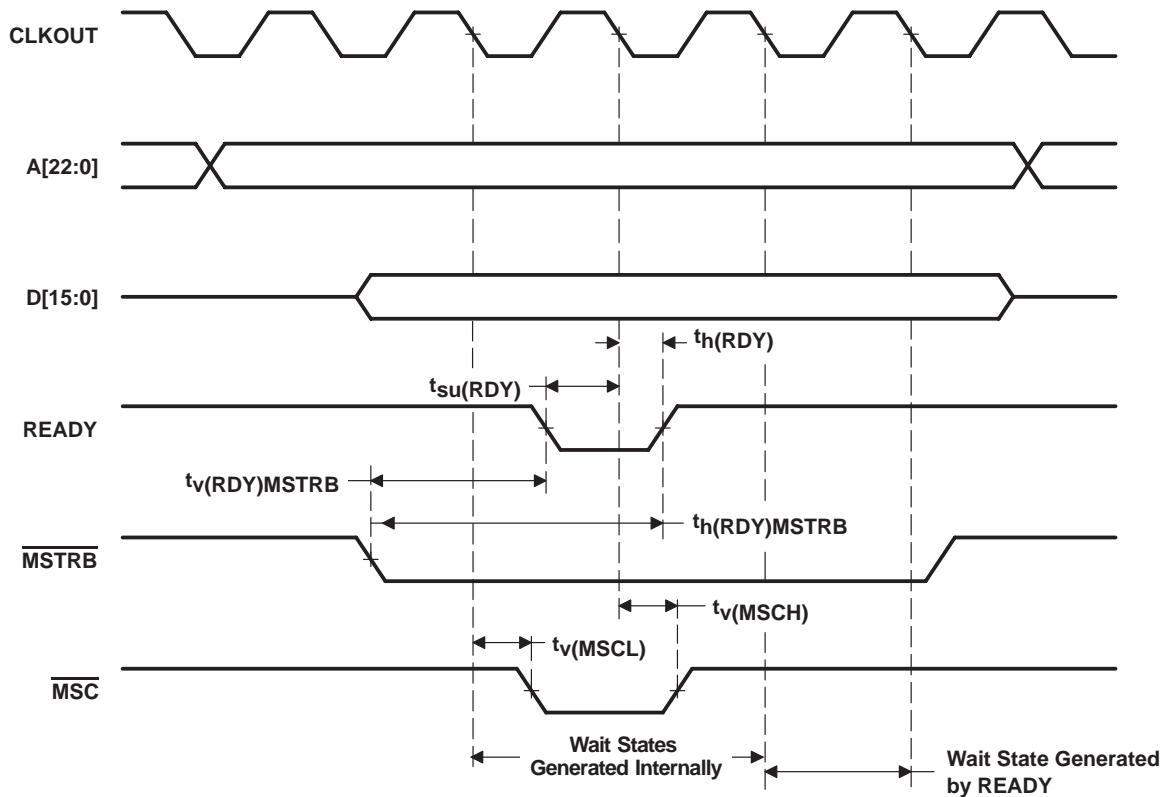 CLKOUT
A[22:0]
D[15:0]
th(RDY)
tsu(RDY)
READY
tv(RDY)MSTRB
th(RDY)MSTRB
MSTRB
tv(MSCH)
tv(MSCL)
MSC
Wait States
Generated Internally
Wait State Generated
by READY